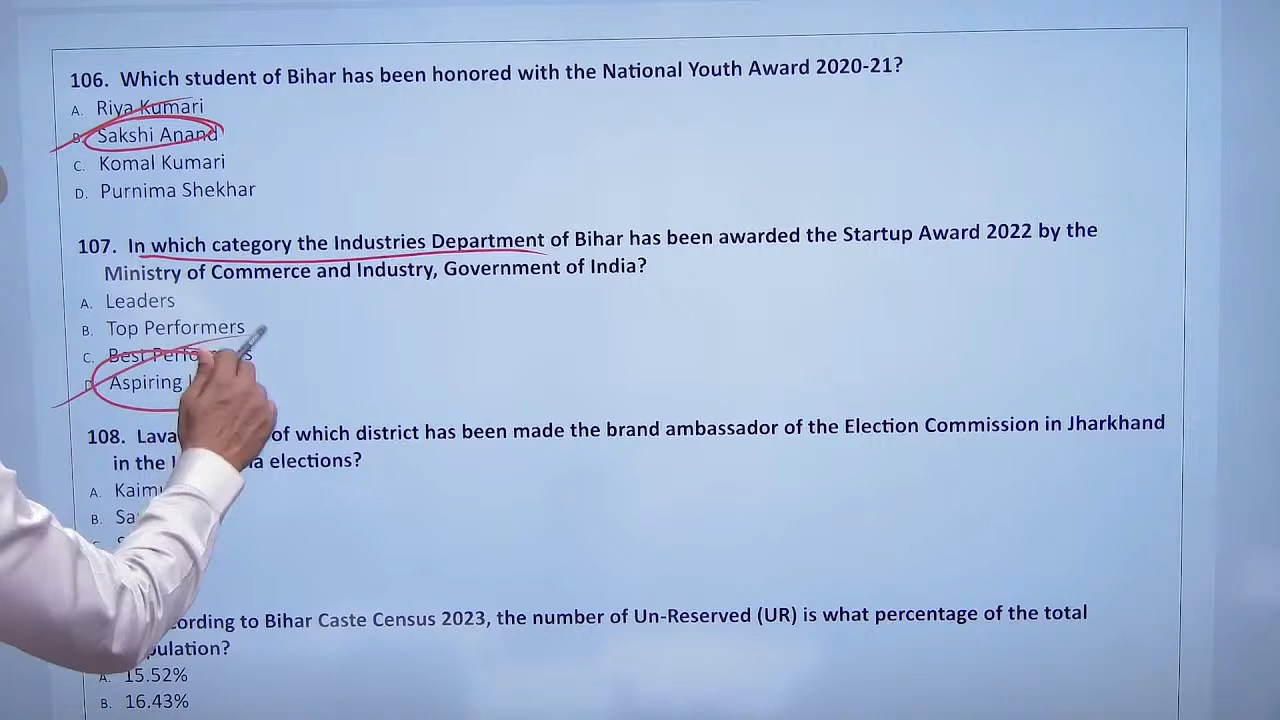 106. Which student of Bihar has been honored with the National Youth Award 2020-21?
A. Riya Kumari
B. Sakshi Anand
C. Komal Kumari
D. Purnima Shekhar
107. In which category the Industries Department of Bihar has been awarded the Startup Award 2022 by the
Ministry of Commerce and Industry, Government of India?
A. Leaders
B. Top Performers
C. Best
D. Aspiring
108. of which district has been made the brand ambassador of the Election Commission in Jharkhand
in the elections?
A.
B.
to Bihar Caste Census 2023, the number of Un-Reserved (UR) is what percentage of the total
A. 15.52%
B. 16.43%